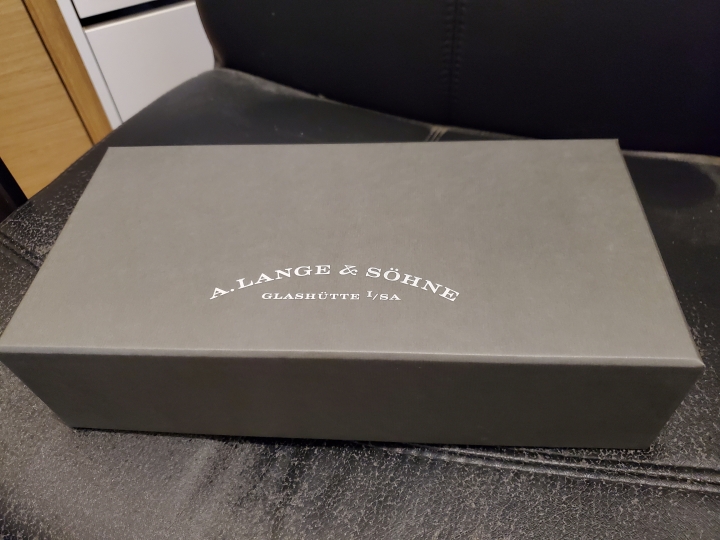 A. LANGE & SÖHNE
GLASHÜTTE I/SA